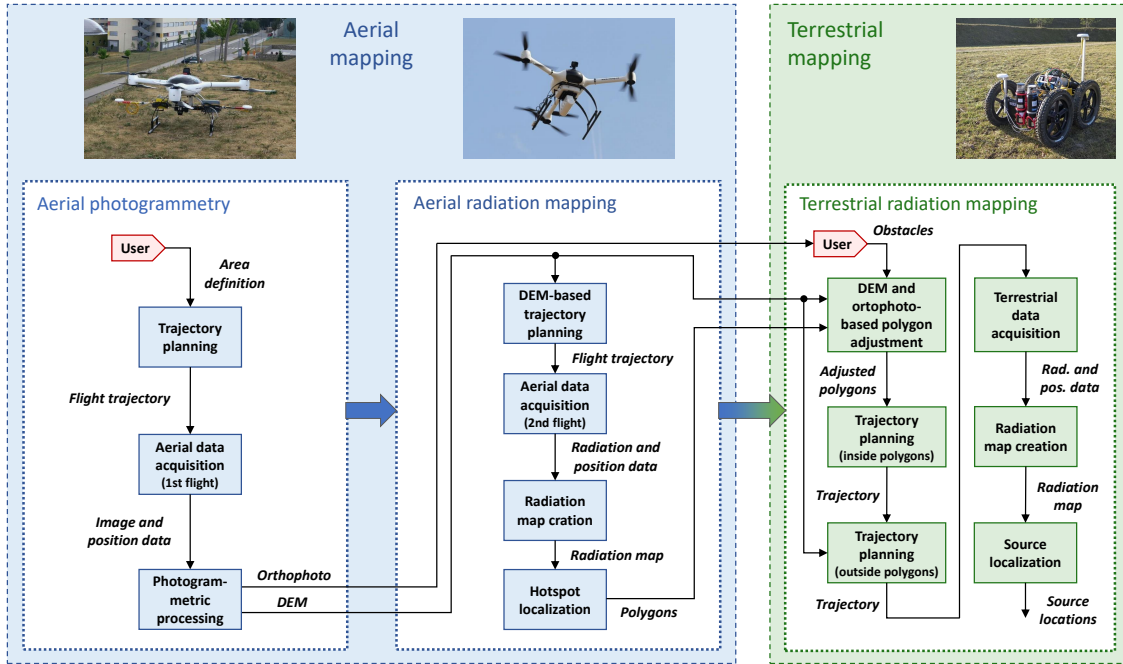 Aerial
mapping
Terrestrial
mapping
Aerial photogrammetry
User
Area
definition
Trajectory
planning
Flight trajectory
Aerial data
acquisition
(1st flight)
Image and
position data
Photogram-
metric
processing
Orthophoto
DEM
Aerial radiation mapping
DEM-based
trajectory
planning
Flight trajectory
Aerial data
acquisition
(2nd flight)
Radiation and
position data
Radiation
map cration
Radiation map
Hotspot
localization
Polygons
Terrestrial radiation mapping
User
Obstacles
DEM and
ortophoto-
based polygon
adjustment
Adjusted
polygons
Trajectory
planning
(inside polygons)
Trajectory
Trajectory
planning
(outside polygons)
Trajectory
Terrestrial
data
acquisition
Rad. and
pos. data
Radiation
map creation
Radiation
map
Source
localization
Source
locations